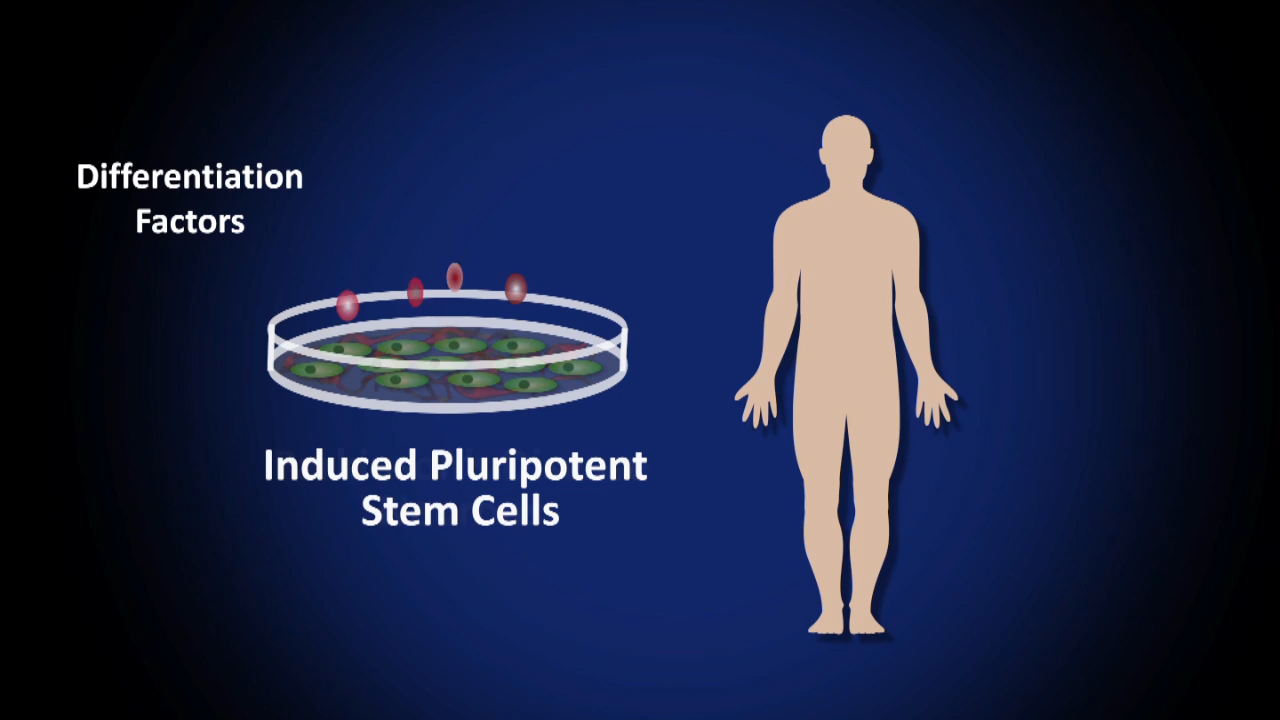 Differentiation
Factors
Induced Pluripotent
Stem Cells